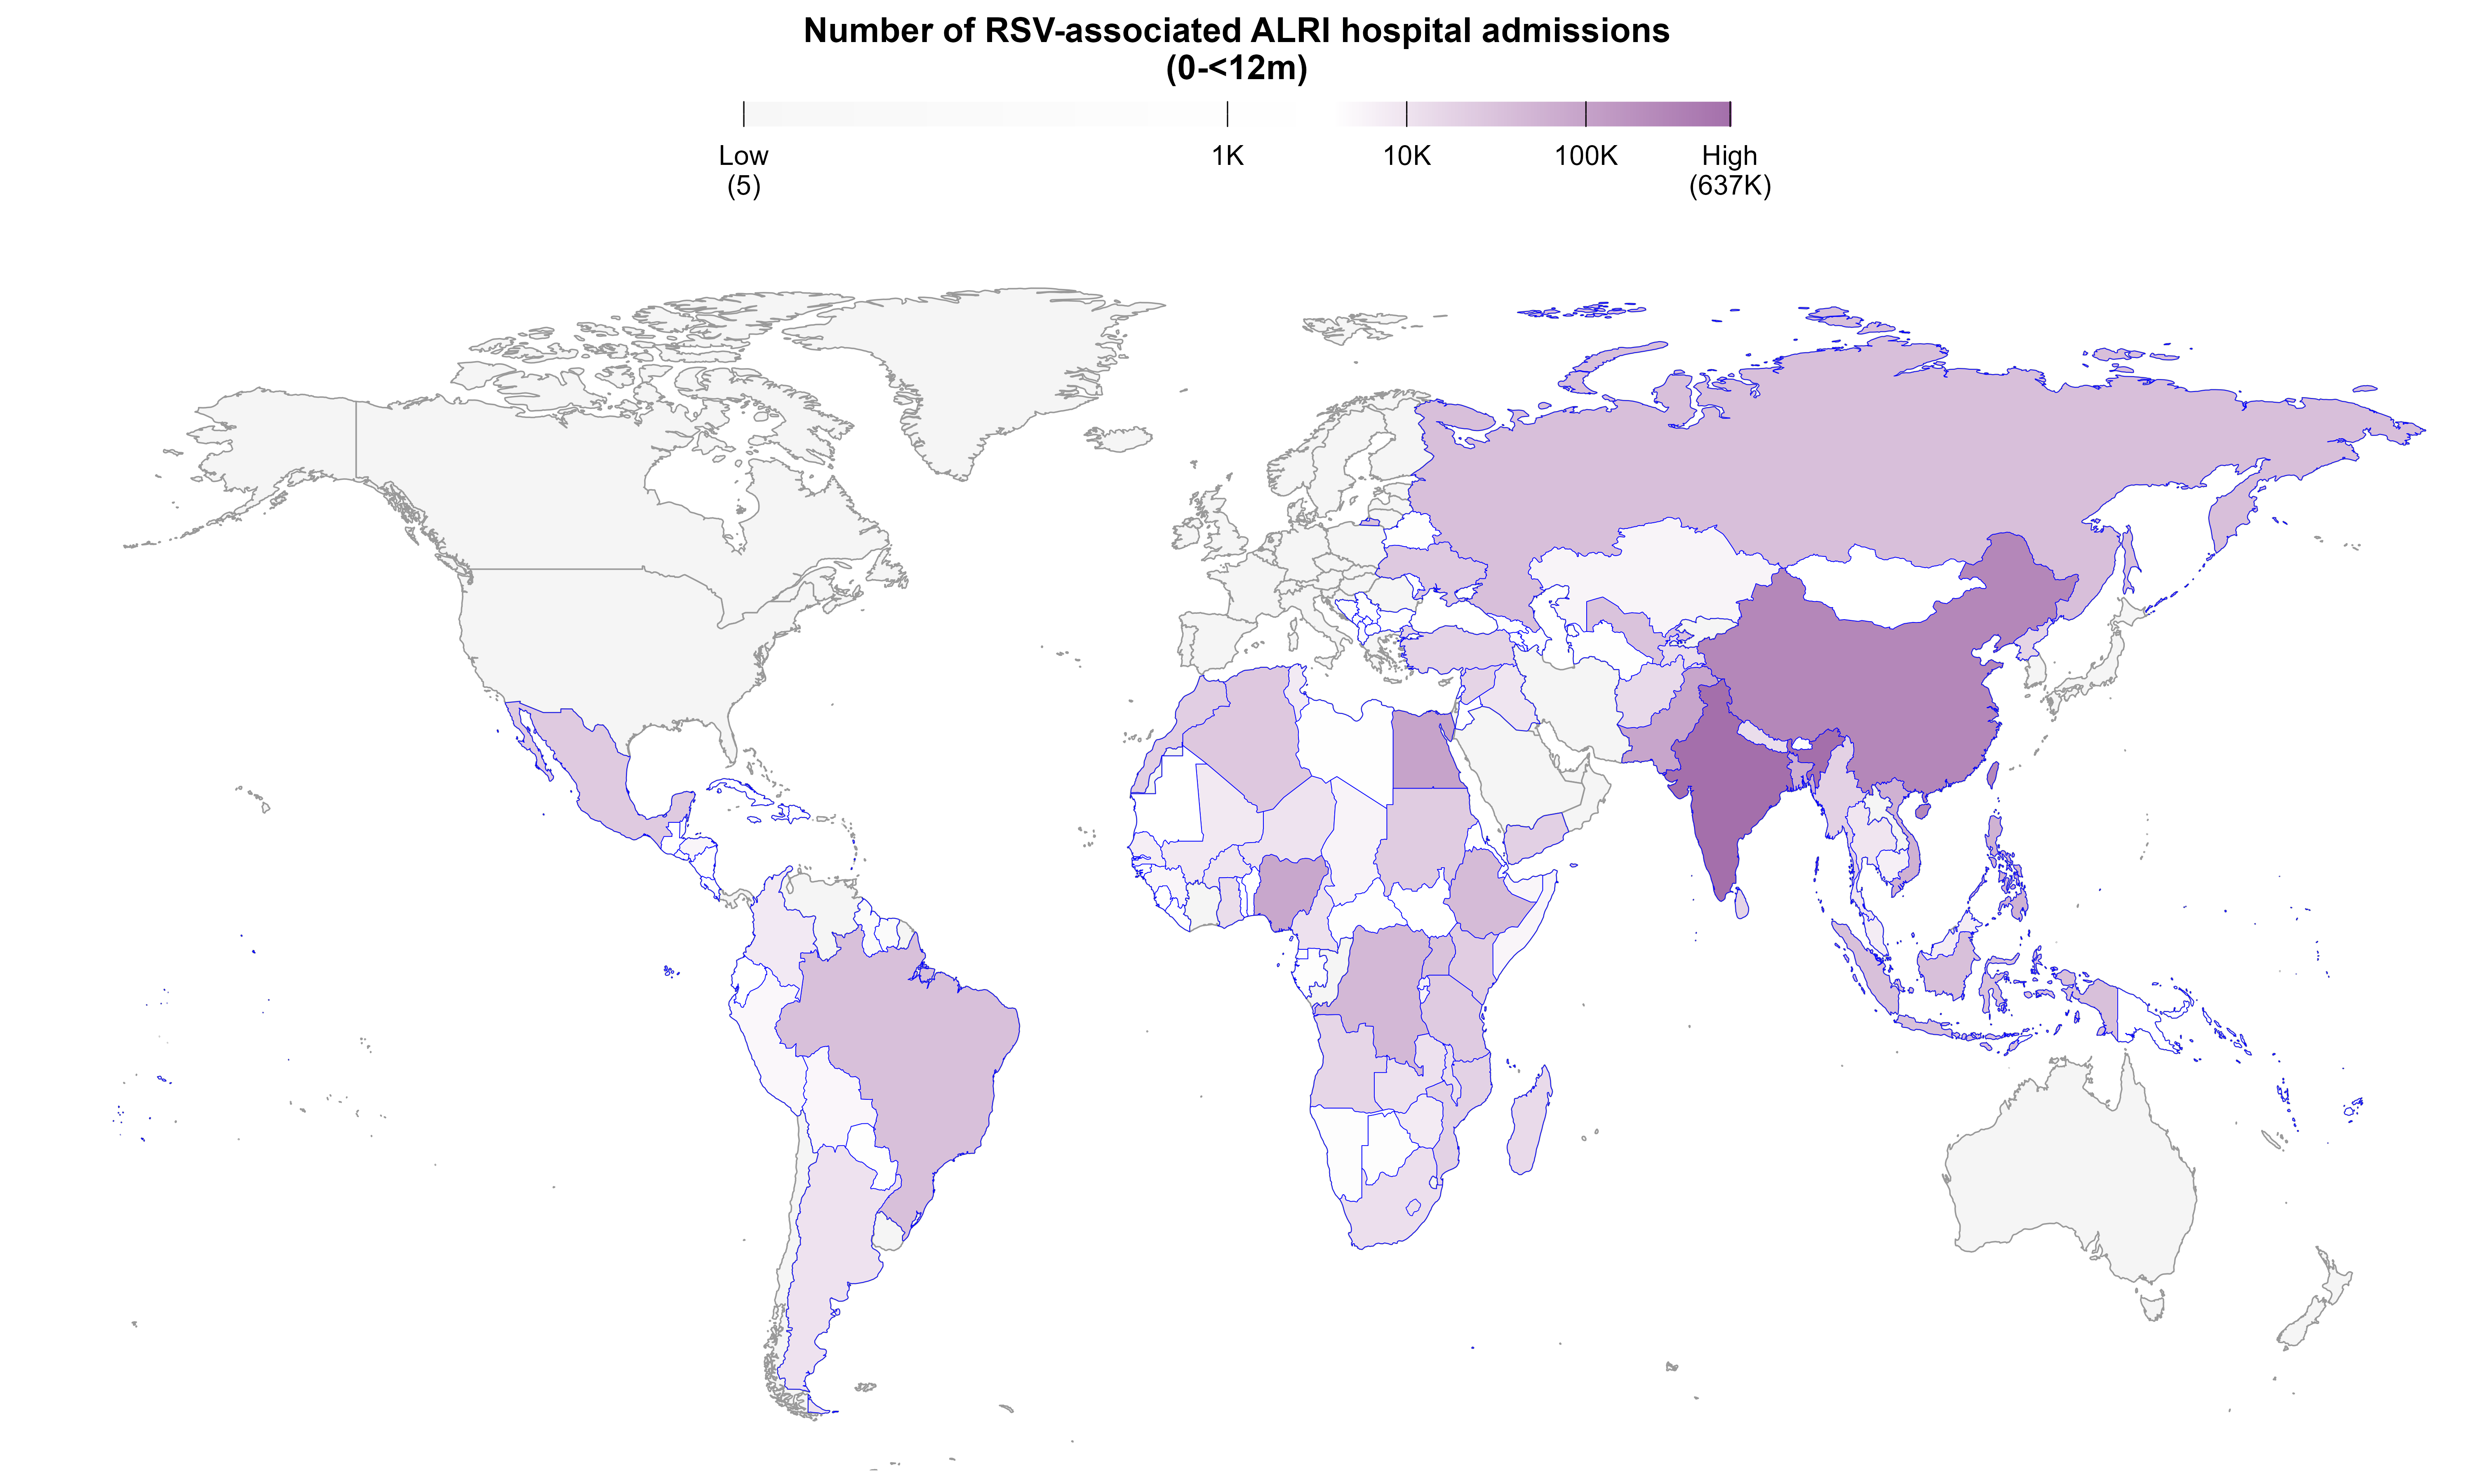 Number of RSV-associated ALRI hospital admissions
(0-<12m)
Low 1K 10K 100K High
(5) (637K)